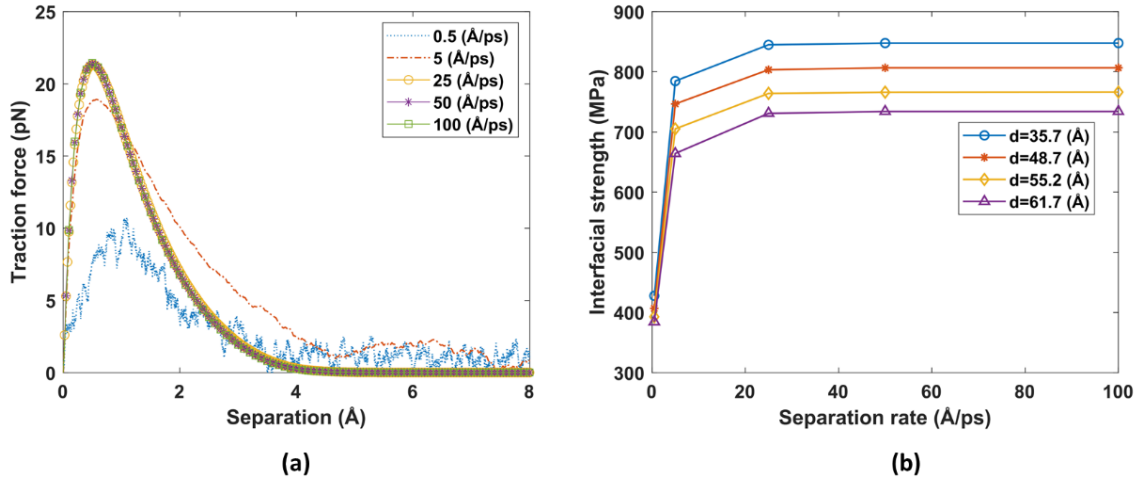 25
20
15
10
5
0
Traction force (pN)
0.5 (Å/ps)
5 (Å/ps)
25 (Å/ps)
50 (Å/ps)
100 (Å/ps)
0 2 4 6 8
Separation (Å)
(a)
900
800
700
600
500
400
300
Interfacial strength (MPa)
d=35.7 (Å)
d=48.7 (Å)
d=55.2 (Å)
d=61.7 (Å)
0 20 40 60 80 100
Separation rate (Å/ps)
(b)